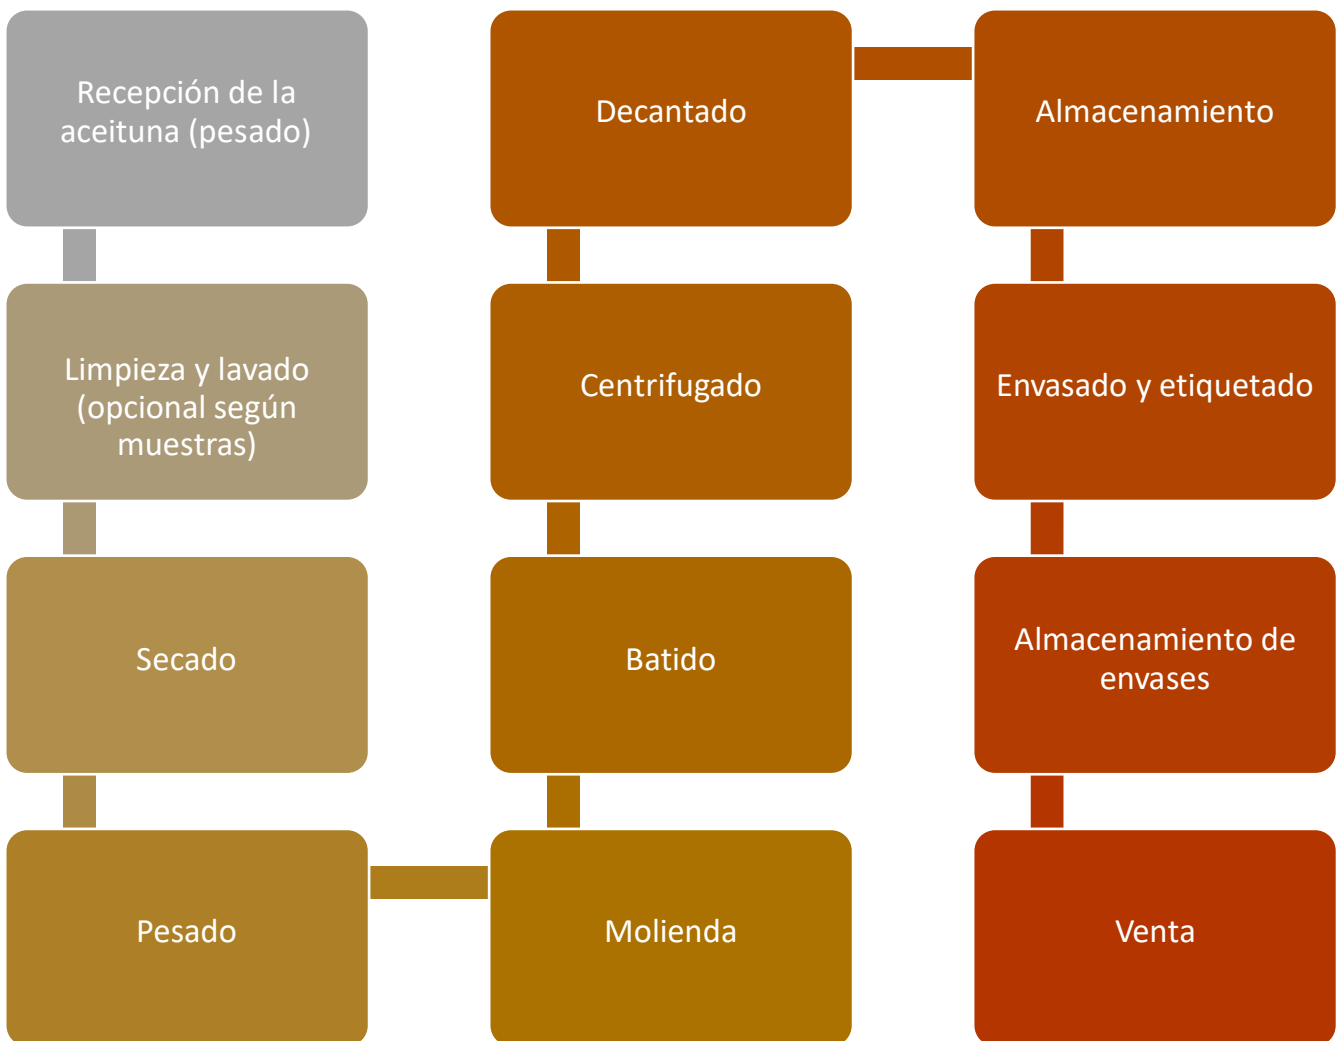 Recepción de la
aceituna (pesado)
Limpieza y lavado
(opcional según
muestras)
Secado
Pesado
Molienda
Batido
Centrifugado
Decantado
Almacenamiento
Envasado y etiquetado
Almacenamiento de
envases
Venta